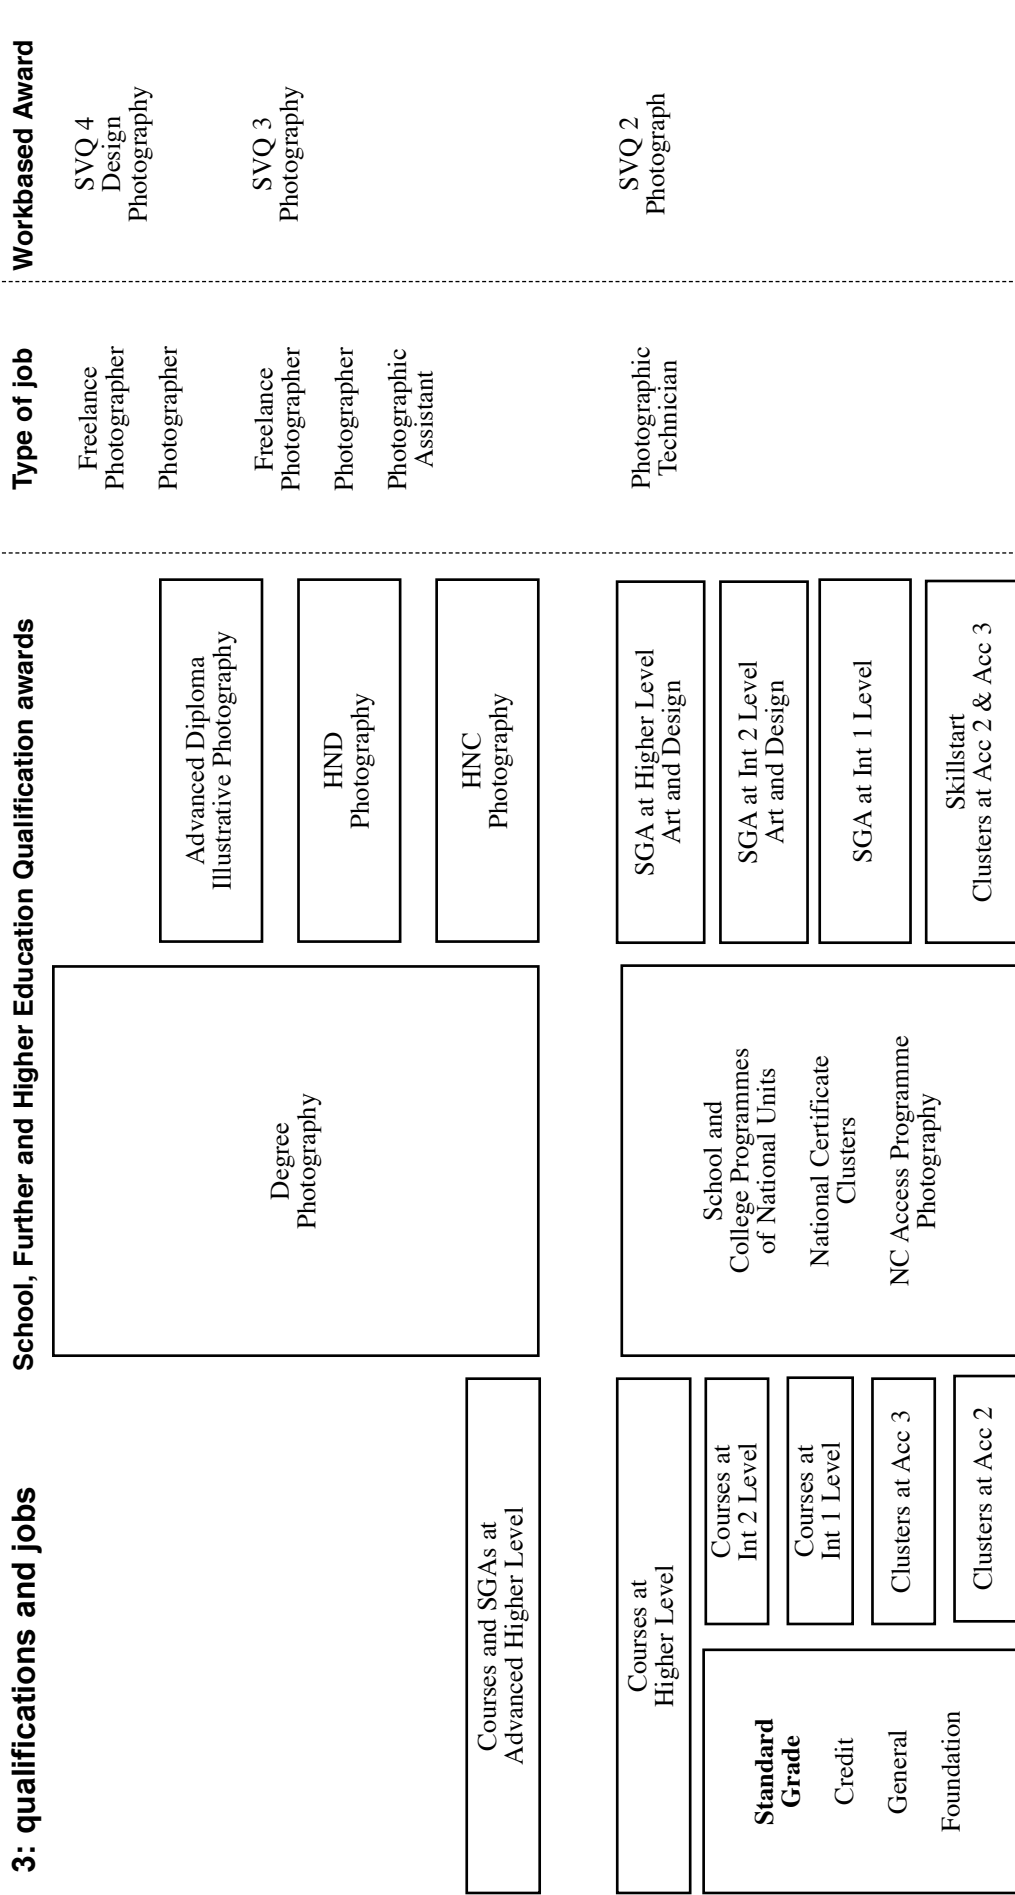 3: qualifications and jobs
School, Further and Higher Education Qualification awards
Type of job
Workbased Award
Courses and SGAs at
Advanced Higher Level
Courses at
Higher Level
Standard
Grade
Credit
General
Foundation
Courses at
Int 2 Level
Courses at
Int 1 Level
Clusters at Acc 3
Clusters at Acc 2
Degree
Photography
School and
College Programmes
of National Units
National Certificate
Clusters
NC Access Programme
Photography
Advanced Diploma
Illustrative Photography
HND
Photography
HNC
Photography
SGA at Higher Level
Art and Design
SGA at Int 2 Level
Art and Design
SGA at Int 1 Level
Skillstart
Clusters at Acc 2 & Acc 3
Freelance
Photographer
Photographer
Freelance
Photographer
Photographer
Photographic
Assistant
Photographic
Technician
SVQ 4
Design
Photography
SVQ 3
Photography
SVQ 2
Photograph